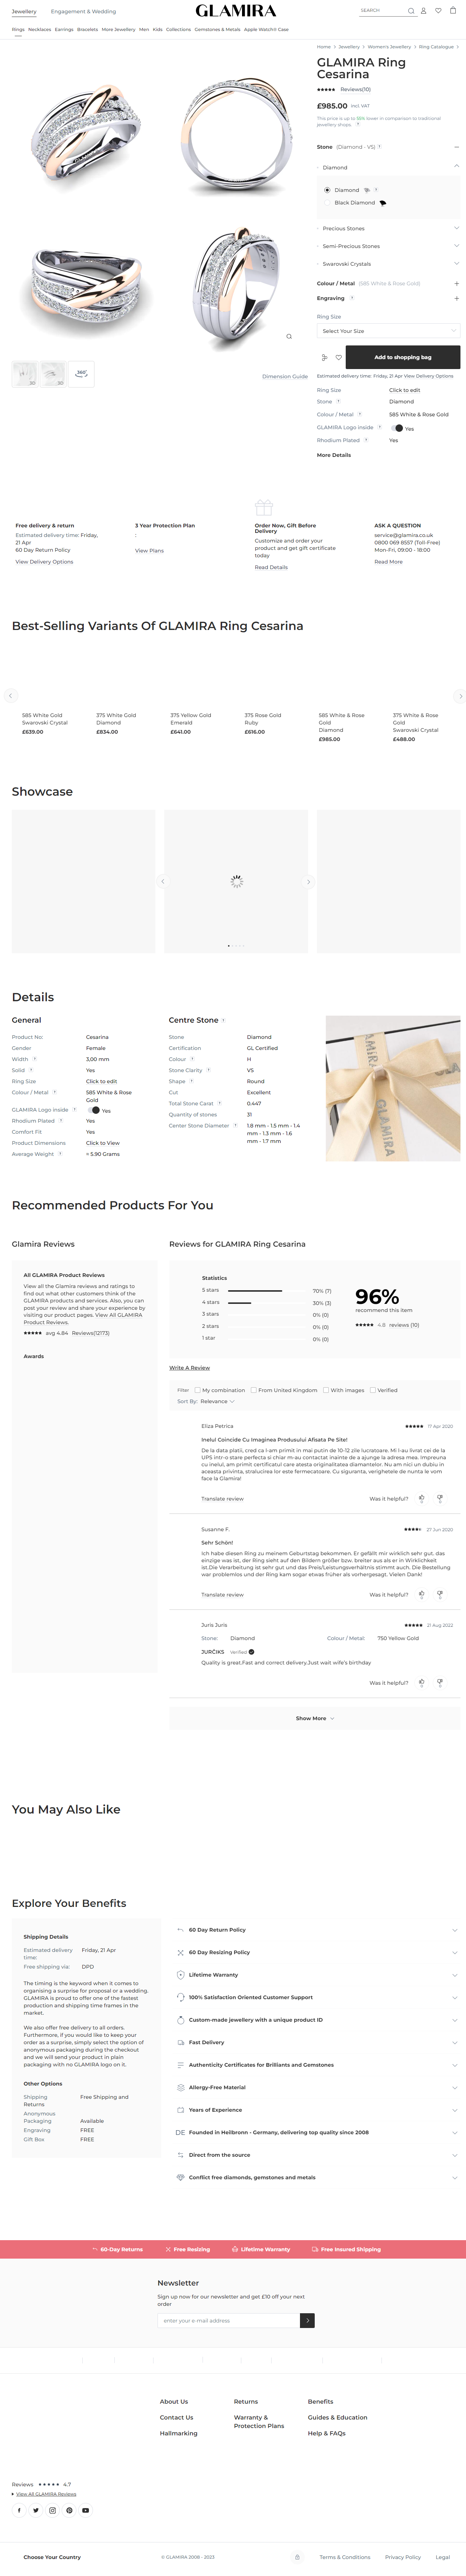 Jewellery
Engagement & Wedding
GLAMIRA
SEARCH
Rings Necklaces Earrings Bracelets More Jewellery Men Kids Collections Gemstones & Metals Apple Watch® Case
Home > Jewellery > Women's Jewellery > Ring Catalogue >
GLAMIRA Ring
Cesarina
Reviews(10)
£985.00 Incl. VAT
This price is up to 55% lower in comparison to traditional
jewellery shops. ?
Stone (Diamond - VS) ?
Diamond
Diamond ?
Black Diamond
Precious Stones
Semi-Precious Stones
Swarovski Crystals
Colour / Metal (585 White & Rose Gold)
Engraving ?
Ring Size
Select Your Size
Add to shopping bag
360°
Dimension Guide
Estimated delivery time: Friday, 21 Apr View Delivery Options
Ring Size Click to edit
Stone ? Diamond
Colour / Metal ? 585 White & Rose Gold
GLAMIRA Logo inside ? Yes
Rhodium Plated ? Yes
More Details
Free delivery & return
Estimated delivery time: Friday,
21 Apr
60 Day Return Policy
View Delivery Options
3 Year Protection Plan
:
View Plans
Order Now, Gift Before
Delivery
Customize and order your
product and get gift certificate
today
Read Details
ASK A QUESTION
service@glamira.co.uk
0800 069 8557 (Toll-Free)
Mon-Fri, 09:00 - 18:00
Read More
Best-Selling Variants Of GLAMIRA Ring Cesarina
585 White Gold
Swarovski Crystal
£639.00
375 White Gold
Diamond
£834.00
375 Yellow Gold
Emerald
£641.00
375 Rose Gold
Ruby
£616.00
585 White & Rose
Gold
Diamond
£985.00
375 White & Rose
Gold
Swarovski Crystal
£488.00
Showcase
Details
General
Product No: Cesarina
Gender Female
Width ? 3,00 mm
Solid ? Yes
Ring Size Click to edit
Colour / Metal ? 585 White & Rose
Gold
GLAMIRA Logo inside ? Yes
Rhodium Plated ? Yes
Comfort Fit Yes
Product Dimensions Click to View
Average Weight ? ≈ 5.90 Grams
Centre Stone ?
Stone Diamond
Certification GL Certified
Colour ? H
Stone Clarity ? VS
Shape ? Round
Cut Excellent
Total Stone Carat ? 0.447
Quantity of stones 31
Center Stone Diameter ? 1.8 mm - 1.5 mm - 1.4
mm - 1.3 mm - 1.6
mm - 1.7 mm
GLAMIRA
Recommended Products For You
Glamira Reviews
All GLAMIRA Product Reviews
View all the Glamira reviews and ratings to
find out what other customers think of the
GLAMIRA products and services. Also, you can
post your review and share your experience by
visiting our product pages. View All GLAMIRA
Product Reviews.
avg 4.84 Reviews(12173)
Awards
Reviews for GLAMIRA Ring Cesarina
Statistics
5 stars 70% (7)
4 stars 30% (3)
3 stars 0% (0)
2 stars 0% (0)
1 star 0% (0)
96%
recommend this item
4.8 reviews (10)
Write A Review
Filter My combination From United Kingdom With Images Verified
Sort By: Relevance
Eliza Petrica 17 Apr 2020
Inelul Coincide Cu Imaginea Produsului Afisata Pe Site!
De la data platii, cred ca l-am primit in mai putin de 10-12 zile lucratoare. Mi l-au livrat cei de la
UPS intr-o stare perfecta si chiar m-au contactat inainte de a ajunge la adresa mea. Impreuna cu
inelul, am primit certificatul care atesta originalitatea diamantelor. Nu am nici un dubiu in
aceasta privinta, stralucirea lor este fermecatoare. Cu siguranta, verighetele de nunta le vom
face la Glamira!
Translate review Was it helpful? 0 0
Susanne F. 27 Jun 2020
Sehr Schön!
Ich habe diesen Ring zu meinem Geburtstag bekommen. Er gefällt mir wirklich sehr gut, das
einzige was ist, der Ring sieht auf den Bildern größer bzw. breiter aus als er in Wirklichkeit
ist.Die Verarbeitung ist sehr gut und das Preis/Leistungsverhältnis stimmt auch. Die Bestellung
war problemlos und der Ring kam sogar etwas früher als vorhergesagt. Vielen Dank!
Translate review Was it helpful? 0 0
Juris Juris 21 Aug 2022
Stone: Diamond Colour / Metal: 750 Yellow Gold
JURČIKS Verified
Quality is great.Fast and correct delivery.Just wait wife's birthday
Was it helpful? 0 0
Show More
You May Also Like
Explore Your Benefits
Shipping Details
Estimated delivery Friday, 21 Apr
time:
Free shipping via: DPD
The timing is the keyword when it comes to
organising a surprise for proposal or a wedding.
GLAMIRA is proud to offer one of the fastest
production and shipping time frames in the
market.
We also offer free delivery to all orders.
Furthermore, if you would like to keep your
order as a surprise, simply select the option of
anonymous packaging during the checkout
and we will send your product in plain
packaging with no GLAMIRA logo on it.
Other Options
Shipping Free Shipping and
Returns
Anonymous
Packaging Available
Engraving FREE
Gift Box FREE
60 Day Return Policy
60 Day Resizing Policy
Lifetime Warranty
100% Satisfaction Oriented Customer Support
Custom-made jewellery with a unique product ID
Fast Delivery
Authenticity Certificates for Brilliants and Gemstones
Allergy-Free Material
Years of Experience
DE Founded in Heilbronn - Germany, delivering top quality since 2008
Direct from the source
Conflict free diamonds, gemstones and metals
60-Day Returns Free Resizing Lifetime Warranty Free Insured Shipping
Newsletter
Sign up now for our newsletter and get £10 off your next
order
enter your e-mail address
About Us
Contact Us
Hallmarking
Returns
Warranty &
Protection Plans
Benefits
Guides & Education
Help & FAQs
Reviews ★★★★★ 4.7
View All GLAMIRA Reviews
Choose Your Country
© GLAMIRA 2008 - 2023
Terms & Conditions Privacy Policy Legal